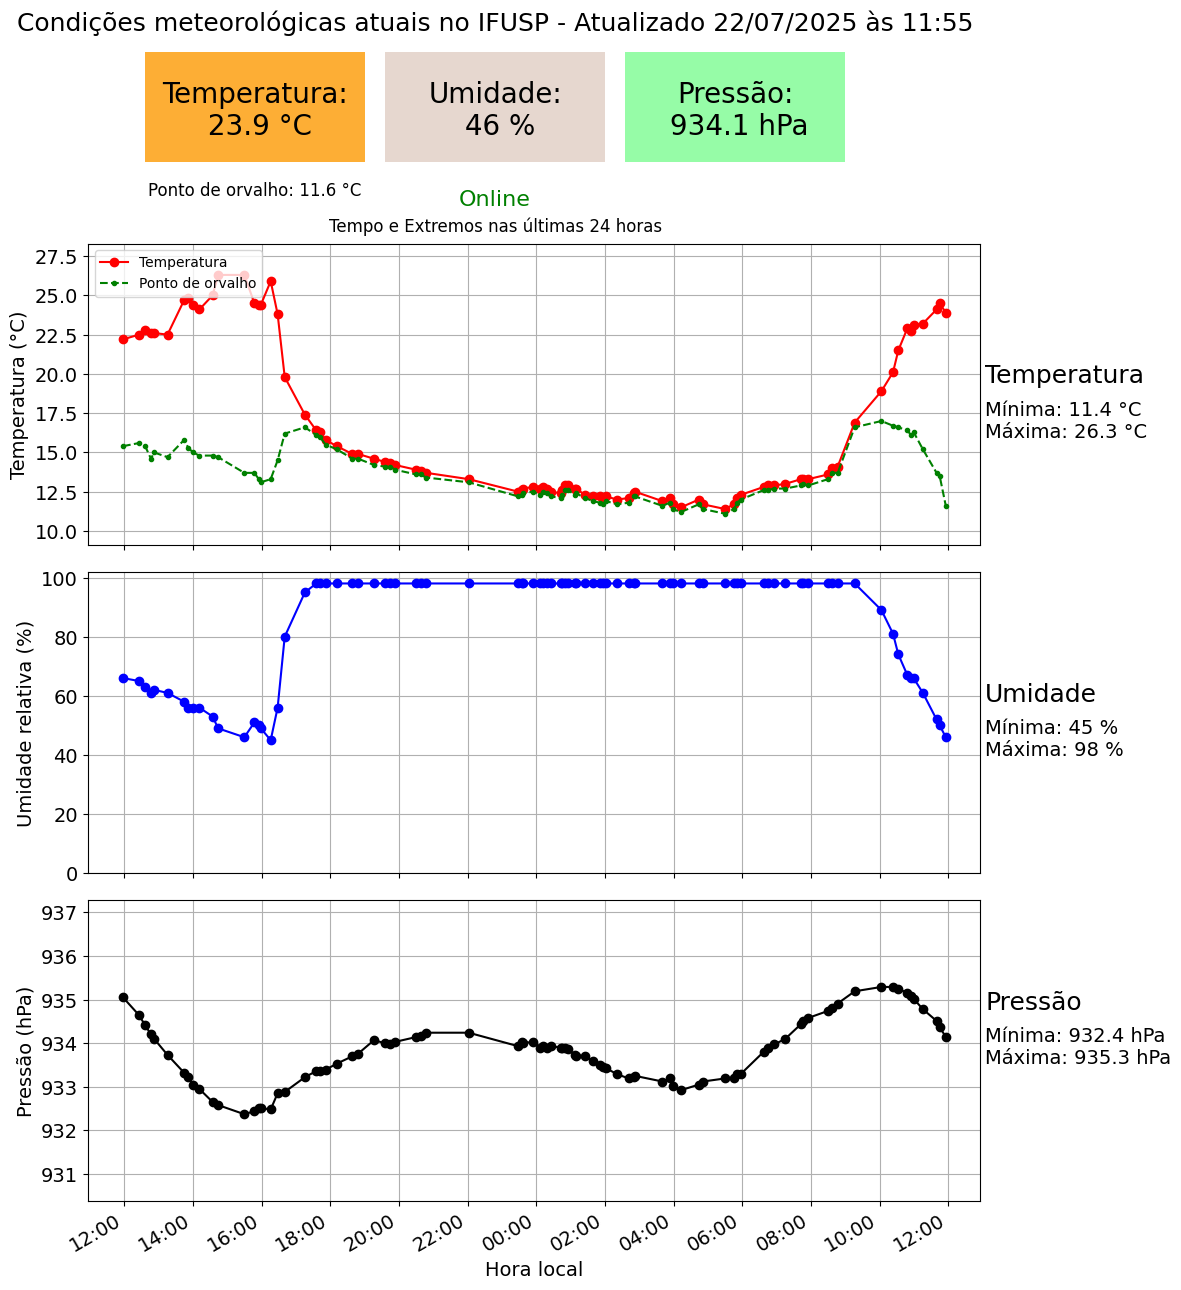 Condições meteorológicas atuais no IFUSP - Atualizado 22/07/2025 às 11:55
Temperatura:
23.9 °C
Umidade:
46 %
Pressão:
934.1 hPa
Ponto de orvalho: 11.6 °C
Online
Tempo e Extremos nas últimas 24 horas
Temperatura (°C)
27.5
25.0
22.5
20.0
17.5
15.0
12.5
10.0
Temperatura
Ponto de orvalho
Temperatura
Mínima: 11.4 °C
Máxima: 26.3 °C
Umidade relativa (%)
100
80
60
40
20
0
Umidade
Mínima: 45 %
Máxima: 98 %
Pressão (hPa)
937
936
935
934
933
932
931
Pressão
Mínima: 932.4 hPa
Máxima: 935.3 hPa
12:00
14:00
16:00
18:00
20:00
22:00
00:00
02:00
04:00
06:00
08:00
10:00
12:00
Hora local